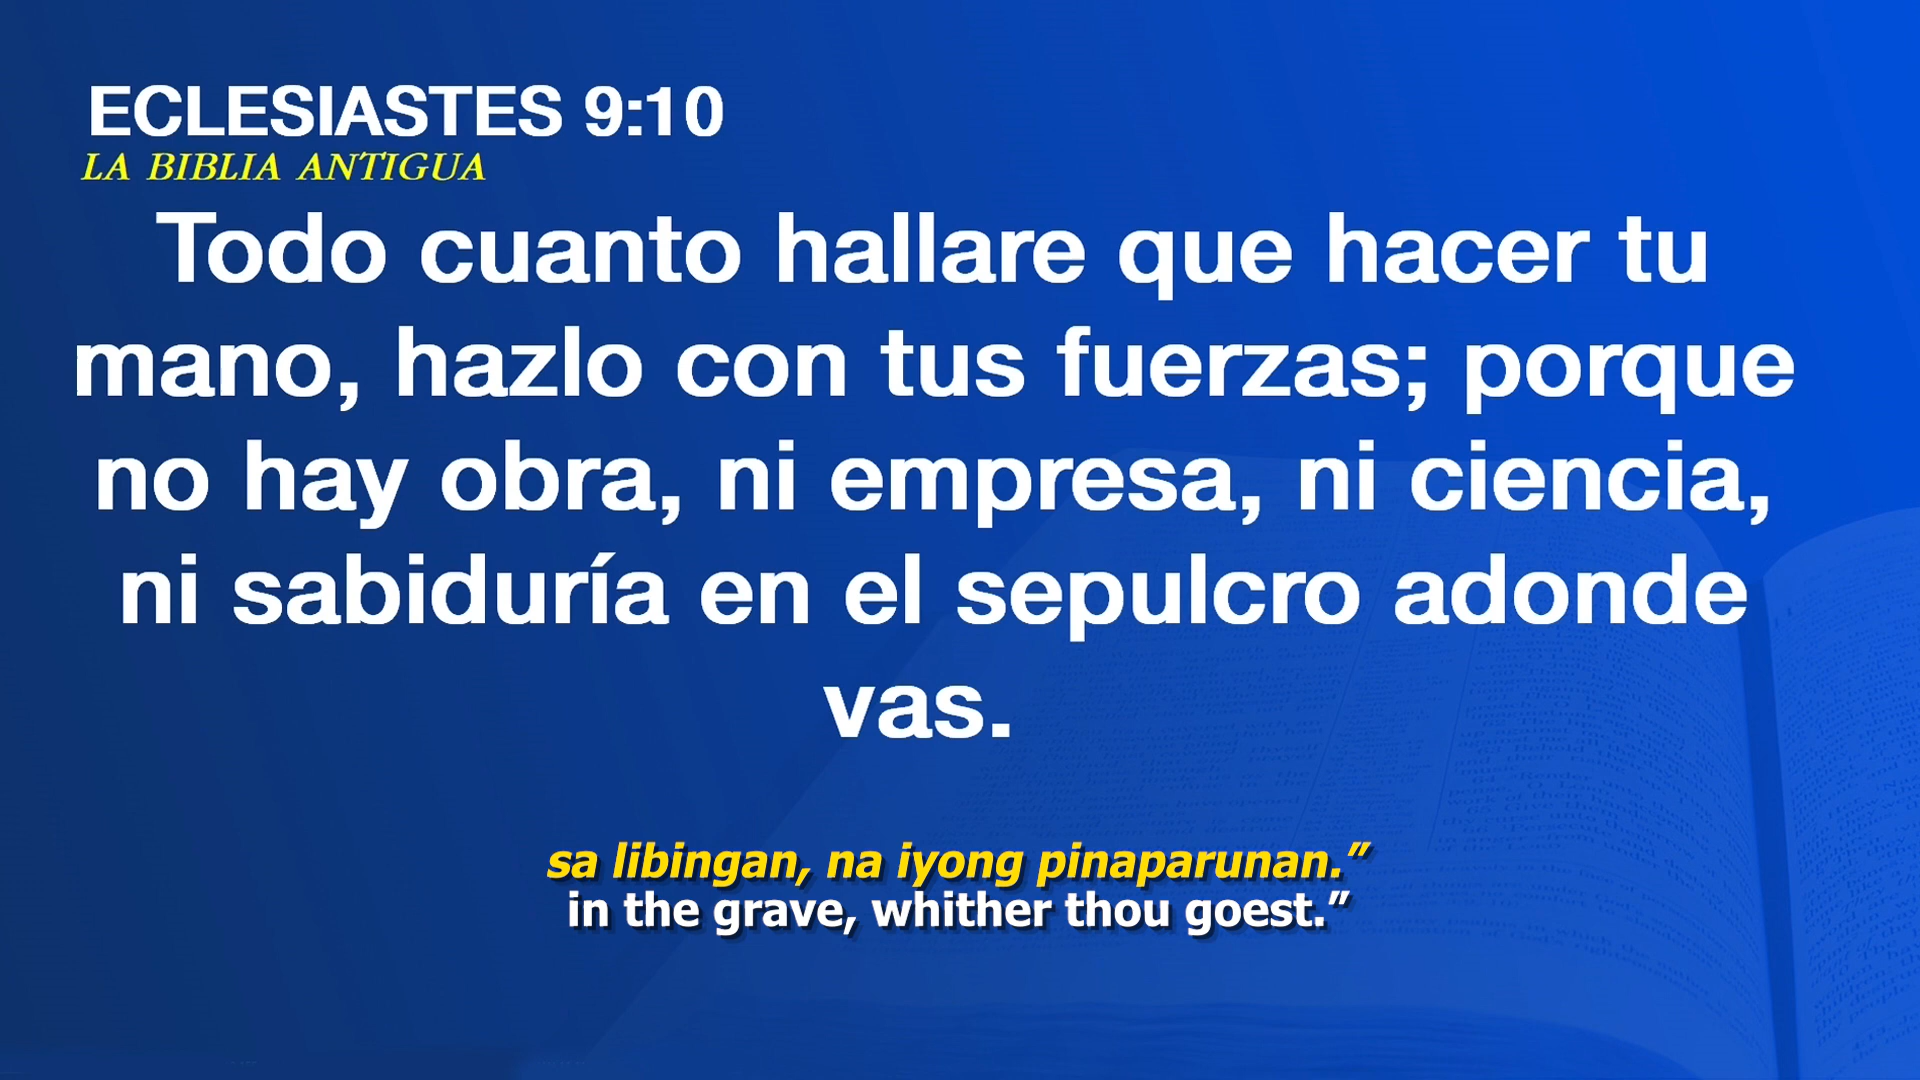 ECLESIASTES 9:10
LA BIBLIA ANTIGUA
Todo cuanto hallare que hacer tu
mano, hazlo con tus fuerzas; porque
no hay obra, ni empresa, ni ciencia,
ni sabiduría en el sepulcro adonde
vas.
sa libingan, na iyong pinaparunan.”
in the grave, whither thou goest.”